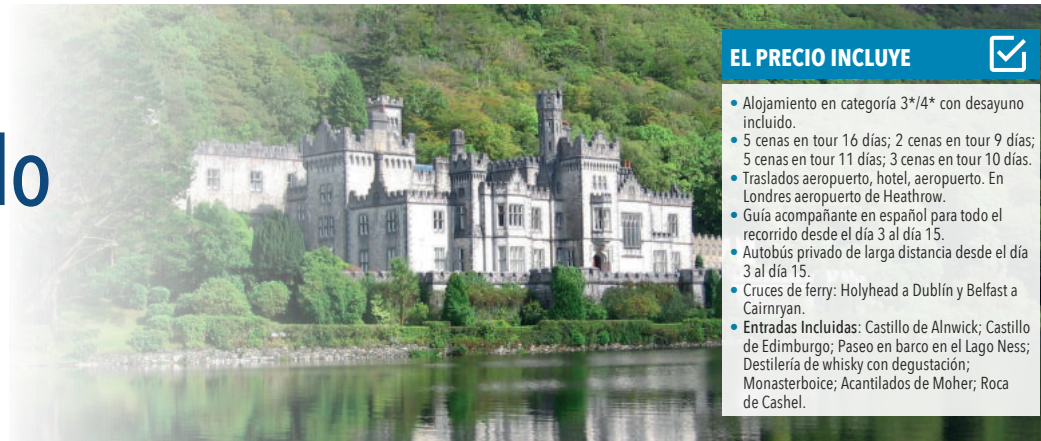 lo
EL PRECIO INCLUYE
• Alojamiento en categoría 3*/4* con desayuno
incluido.
• 5 cenas en tour 16 días; 2 cenas en tour 9 días;
5 cenas en tour 11 días; 3 cenas en tour 10 días.
• Traslados aeropuerto, hotel, aeropuerto. En
Londres aeropuerto de Heathrow.
• Guía acompañante en español para todo el
recorrido desde el día 3 al día 15.
• Autobús privado de larga distancia desde el día
3 al día 15.
• Cruces de ferry: Holyhead a Dublín y Belfast a
Cairnryan.
• Entradas Incluidas: Castillo de Alnwick; Castillo
de Edimburgo; Paseo en barco en el Lago Ness;
Destilería de whisky con degustación;
Monasterboice; Acantilados de Moher; Roca
de Cashel.